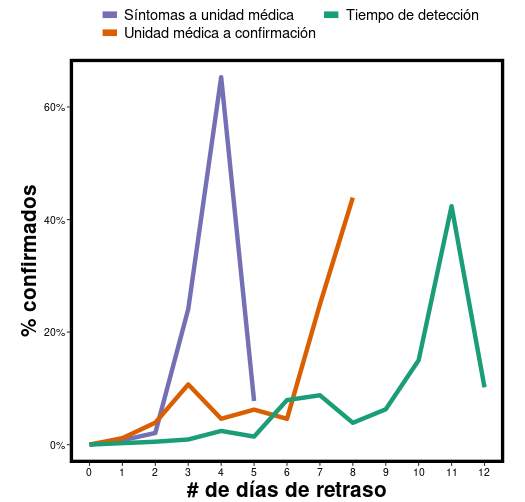 Síntomas a unidad médica
Tiempo de detección
Unidad médica a confirmación
% confirmados
60%
40%
20%
0%
0 1 2 3 4 5 6 7 8 9 10 11 12
# de días de retraso